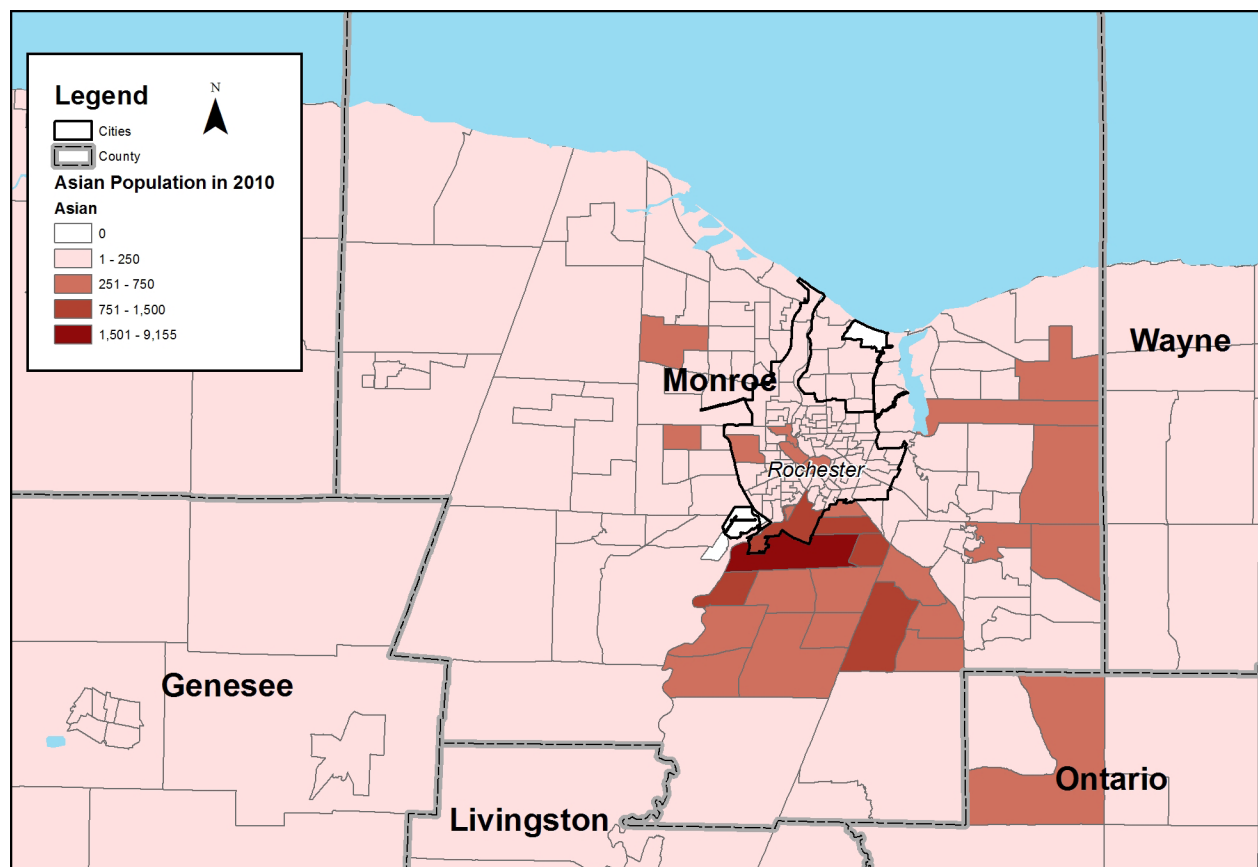 Legend
N
Cities
County
Asian Population in 2010
Asian
0
1 - 250
251 - 750
751 - 1,500
1,501 - 9,155
Wayne
Monroe
Rochester
Genesee
Ontario
Livingston